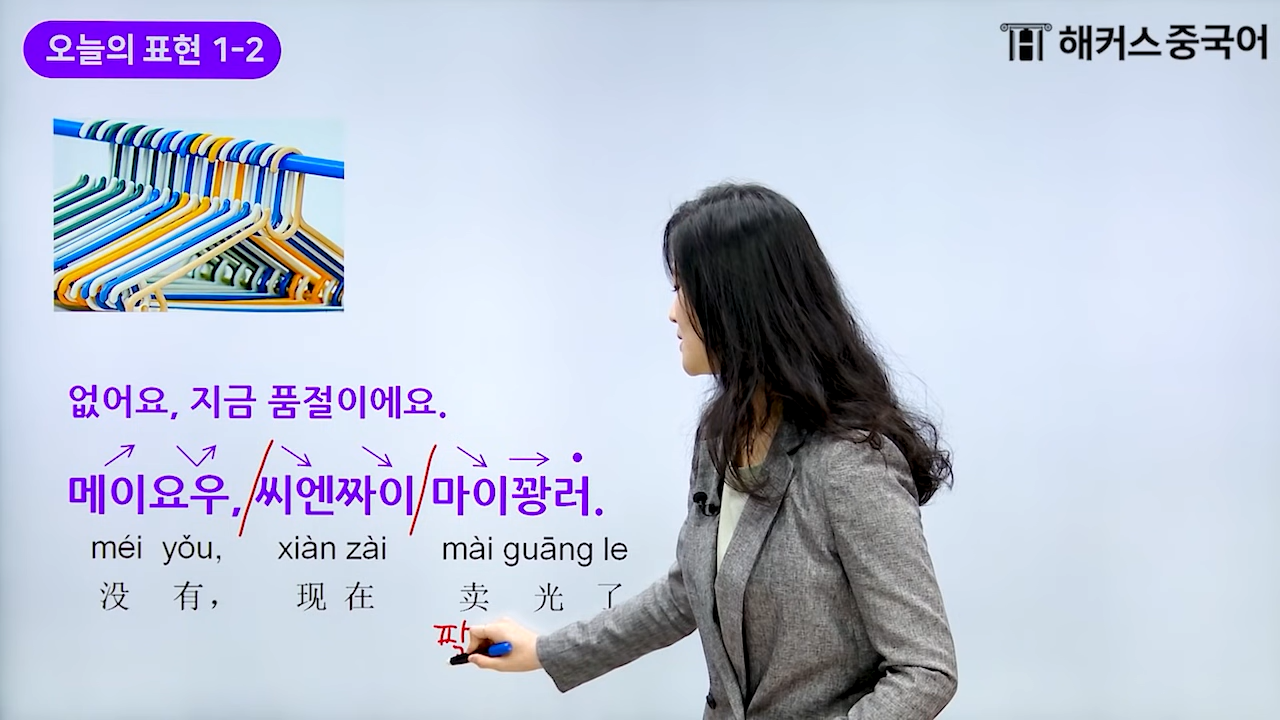 오늘의 표현 1-2
해커스중국어
없어요, 지금 품절이에요.
메이요우, 씨엔짜이 마이꽝러.
méi yǒu, xiàn zài mài guāng le
没有, 现在 卖光了
팍